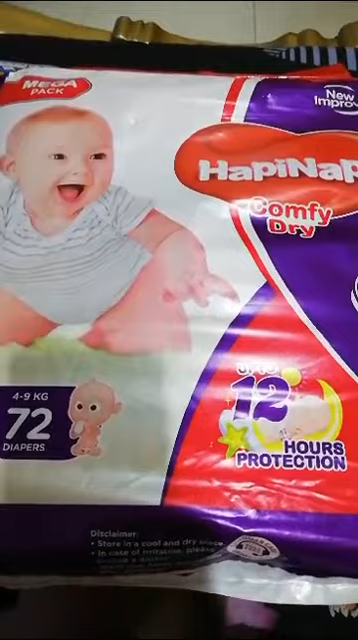 MEGA
PACK
New
Improv
HapiNap
Comfy
Dry
12
HOURS
PROTECTION
4-9 KG
72
DIAPERS
Disclaimer:
• Store in a cool and dry place
• In case of irritation, please